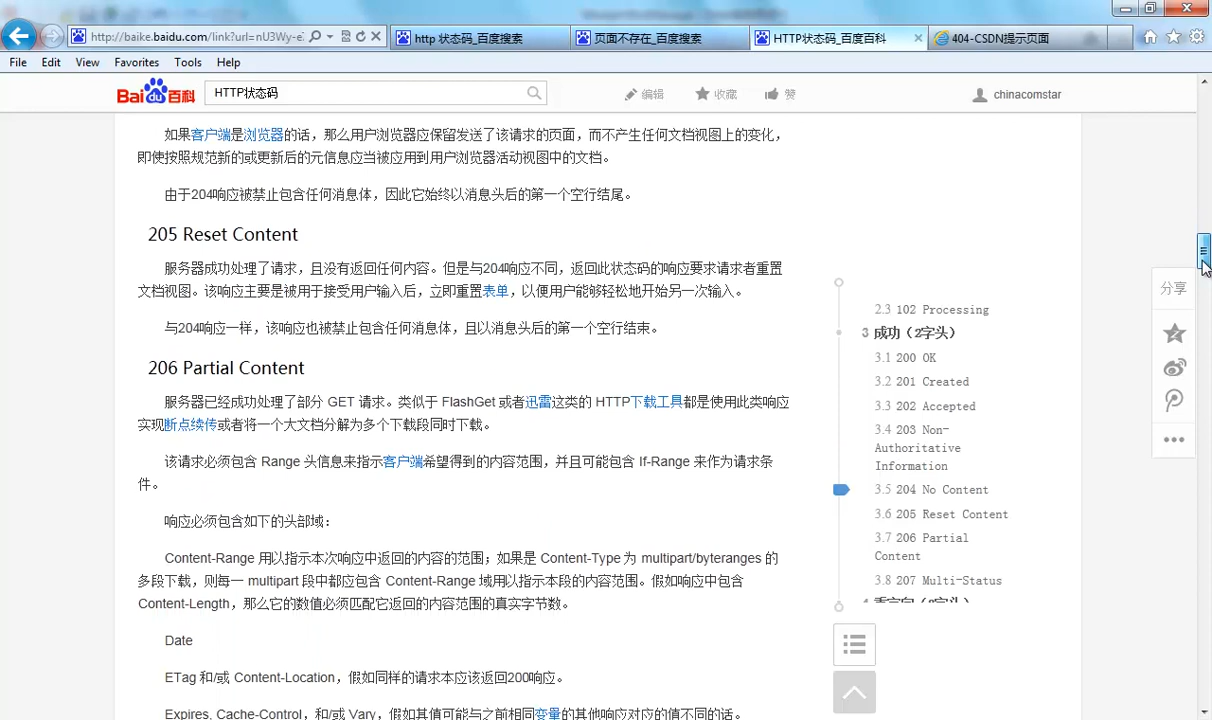 http://baike.baidu.com/link?url=nU3Wy-e
http 状态码_百度搜索
页面不存在_百度搜索
HTTP状态码_百度百科
404-CSDN提示页面
File Edit View Favorites Tools Help
Bai du 百科
HTTP状态码
编辑
收藏
赞
chinacomstar
如果客户端是浏览器的话，那么用户浏览器应保留发送了该请求的页面，而不产生任何文档视图上的变化，
即使按照规范新的或更新后的元信息应当被应用到用户浏览器活动视图中的文档。
由于204响应被禁止包含任何消息体，因此它始终以消息头后的第一个空行结尾。
205 Reset Content
服务器成功处理了请求，且没有返回任何内容。但是与204响应不同，返回此状态码的响应要求请求者重置
文档视图。该响应主要是被用于接受用户输入后，立即重置表单，以便用户能够轻松地开始另一次输入。
与204响应一样，该响应也被禁止包含任何消息体，且以消息头后的第一个空行结束。
206 Partial Content
服务器已经成功处理了部分 GET 请求。类似于 FlashGet 或者迅雷这类的 HTTP下载工具都是使用此类响应
实现断点续传或者将一个大文档分解为多个下载段同时下载。
该请求必须包含 Range 头信息来指示客户端希望得到的内容范围，并且可能包含 If-Range 来作为请求条
件。
响应必须包含如下的头部域：
Content-Range 用以指示本次响应中返回的内容的范围；如果是 Content-Type 为 multipart/byteranges 的
多段下载，则每一 multipart 段中都应包含 Content-Range 域用以指示本段的内容范围。假如响应中包含
Content-Length，那么它的数值必须匹配它返回的内容范围的真实字节数。
Date
ETag 和/或 Content-Location，假如同样的请求本应该返回200响应。
Expires, Cache-Control，和/或 Vary，假如其值可能与之前相同变量的其他响应对应的值不同的话。
2.3 102 Processing
3 成功（2字头）
3.1 200 OK
3.2 201 Created
3.3 202 Accepted
3.4 203 Non-
Authoritative
Information
3.5 204 No Content
3.6 205 Reset Content
3.7 206 Partial
Content
3.8 207 Multi-Status
分享